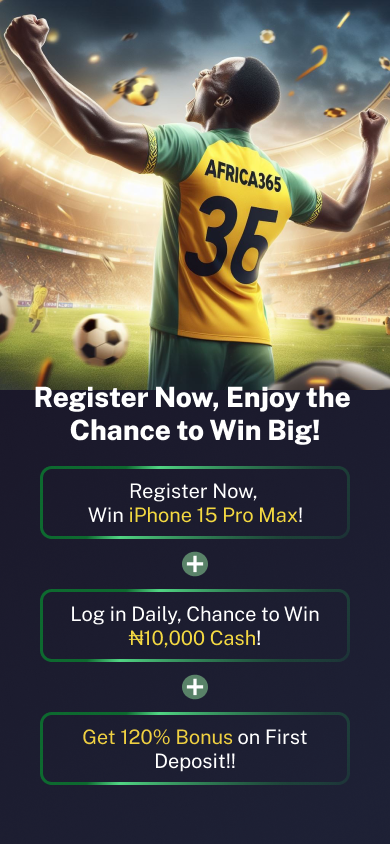 AFRICA365
36
Register Now, Enjoy the
Chance to Win Big!
Register Now,
Win iPhone 15 Pro Max!
Log in Daily, Chance to Win
₦10,000 Cash!
Get 120% Bonus on First
Deposit!!